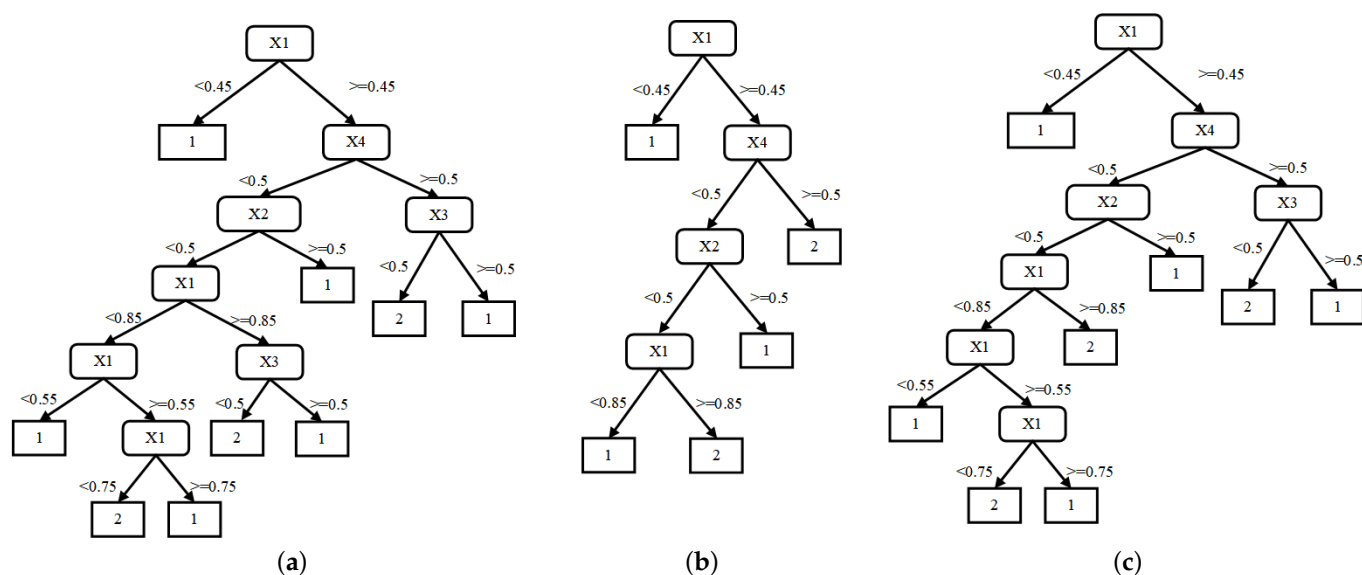 X1
<0.45
>=0.45
1
X4
<0.5
>=0.5
X2
X3
<0.5
>=0.5
<0.5
>=0.5
X1
1
2
1
<0.85
>=0.85
X1
X3
<0.55
>=0.55
<0.5
>=0.5
1
X1
2
1
<0.75
>=0.75
2
1
(a)
X1
<0.45
>=0.45
1
X4
<0.5
>=0.5
X2
2
<0.5
>=0.5
X1
1
<0.85
>=0.85
1
2
(b)
X1
<0.45
>=0.45
1
X4
<0.5
>=0.5
X2
X3
<0.5
>=0.5
<0.5
>=0.5
X1
1
2
1
<0.85
>=0.85
X1
2
<0.55
>=0.55
1
X1
<0.75
>=0.75
2
1
(c)